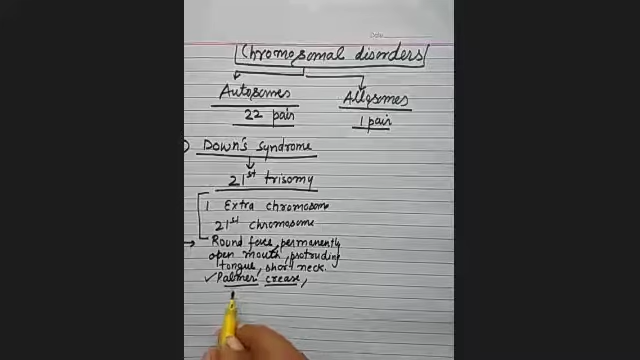 Date
Chromosomal disorders
Autosomes
Allosomes
22 pair
1 pair
Down's syndrome
21st trisomy
1 Extra chromosome
21st chromosome
→ Round face, permanently
open mouth, protruding
tongue, short neck.
✓ Palmer crease,